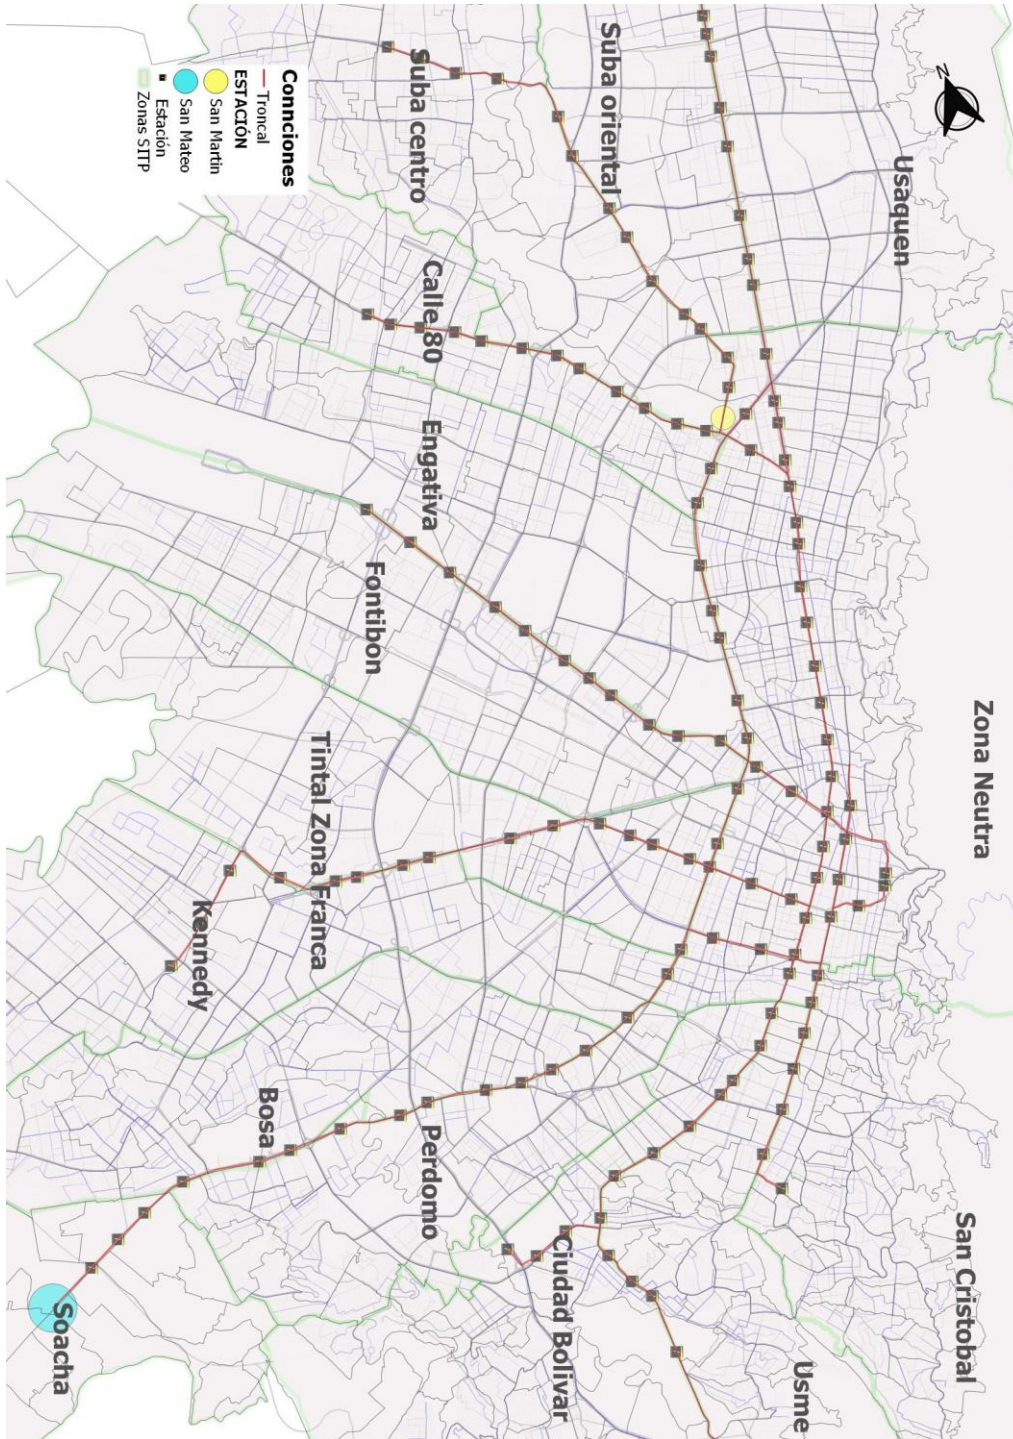 Suba centro
Suba oriental
Usaquen
N
Connciones
Troncal
ESTACIÓN
San Martin
San Mateo
Estación
Zonas SITP
Calle 80
Engativa
Fontibon
Zona Neutra
Tintal Zona Franca
Kennedy
Bosa
Perdomo
Ciudad Bolivar
San Cristobal
Usme
Soacha